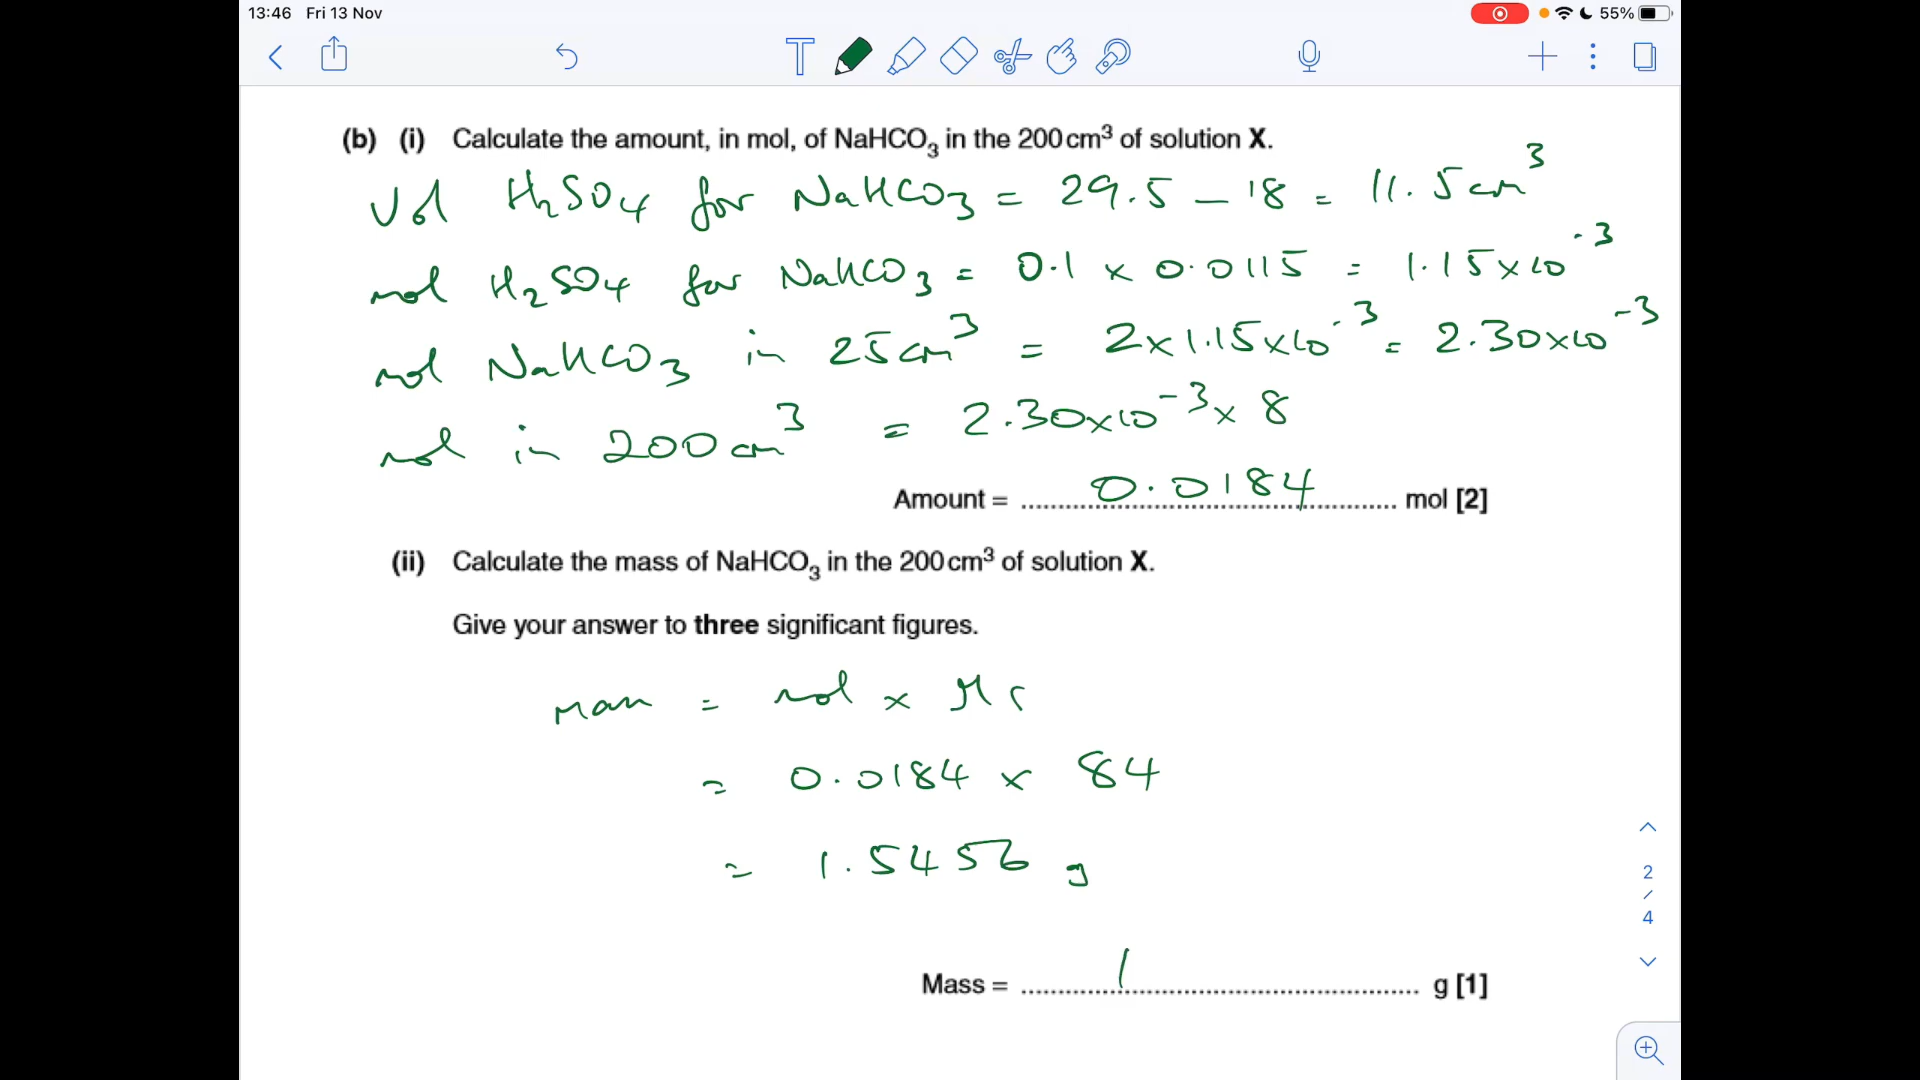 13:46 Fri 13 Nov 55%
(b) (i) Calculate the amount, in mol, of NaHCO₃ in the 200 cm³ of solution X.
Vol H₂SO₄ for NaHCO₃ = 29.5 – 18 = 11.5 cm³
mol H₂SO₄ for NaHCO₃ = 0.1 × 0.0115 = 1.15×10⁻³
mol NaHCO₃ in 25cm³ = 2×1.15×10⁻³ = 2.30×10⁻³
mol in 200 cm³ = 2.30×10⁻³ × 8
Amount = 0.0184 mol [2]
(ii) Calculate the mass of NaHCO₃ in the 200 cm³ of solution X.
Give your answer to three significant figures.
Mass = mol × Mr
= 0.0184 × 84
= 1.5456 g
Mass = 1 g [1]
2
/
4